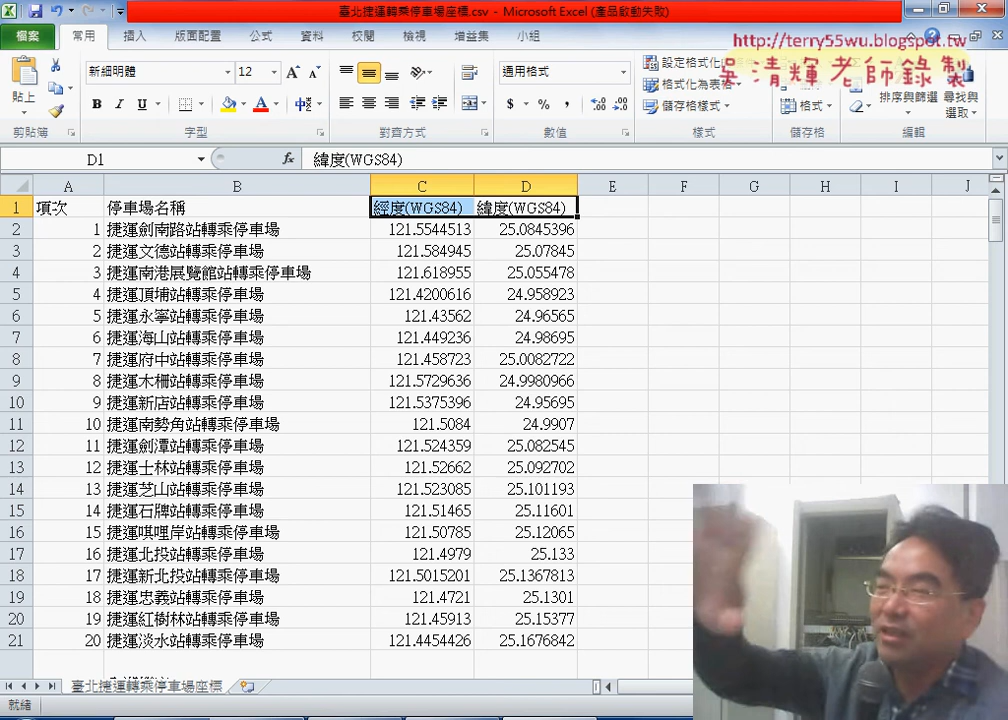 臺北捷運轉乘停車場座標.csv - Microsoft Excel (產品啟動失敗)
檔案 常用 插入 版面配置 公式 資料 校閱 檢視 增益集 小組
http://terry55wu.blogspot.tw
吳清輝老師錄製
貼上 新細明體 12 通用格式 設定格式化 格式化為表格 儲存格樣式 格式 排序與篩選 尋找與選取
B I U A $ % ,
剪貼簿 字型 對齊方式 數值 樣式 儲存格 編輯
D1 fx 緯度(WGS84)
A B C D E F G H I J
1 項次 停車場名稱 經度(WGS84) 緯度(WGS84)
2 1 捷運劍南路站轉乘停車場 121.5544513 25.0845396
3 2 捷運文德站轉乘停車場 121.584945 25.07845
4 3 捷運南港展覽館站轉乘停車場 121.618955 25.055478
5 4 捷運頂埔站轉乘停車場 121.4200616 24.958923
6 5 捷運永寧站轉乘停車場 121.43562 24.96565
7 6 捷運海山站轉乘停車場 121.449236 24.98695
8 7 捷運府中站轉乘停車場 121.458723 25.0082722
9 8 捷運木柵站轉乘停車場 121.5729636 24.9980966
10 9 捷運新店站轉乘停車場 121.5375396 24.95695
11 10 捷運南勢角站轉乘停車場 121.5084 24.9907
12 11 捷運劍潭站轉乘停車場 121.524359 25.082545
13 12 捷運士林站轉乘停車場 121.52662 25.092702
14 13 捷運芝山站轉乘停車場 121.523085 25.101193
15 14 捷運石牌站轉乘停車場 121.51465 25.11601
16 15 捷運唭哩岸站轉乘停車場 121.50785 25.12065
17 16 捷運北投站轉乘停車場 121.4979 25.133
18 17 捷運新北投站轉乘停車場 121.5015201 25.1367813
19 18 捷運忠義站轉乘停車場 121.4721 25.1301
20 19 捷運紅樹林站轉乘停車場 121.45913 25.15377
21 20 捷運淡水站轉乘停車場 121.4454426 25.1676842
臺北捷運轉乘停車場座標
就緒